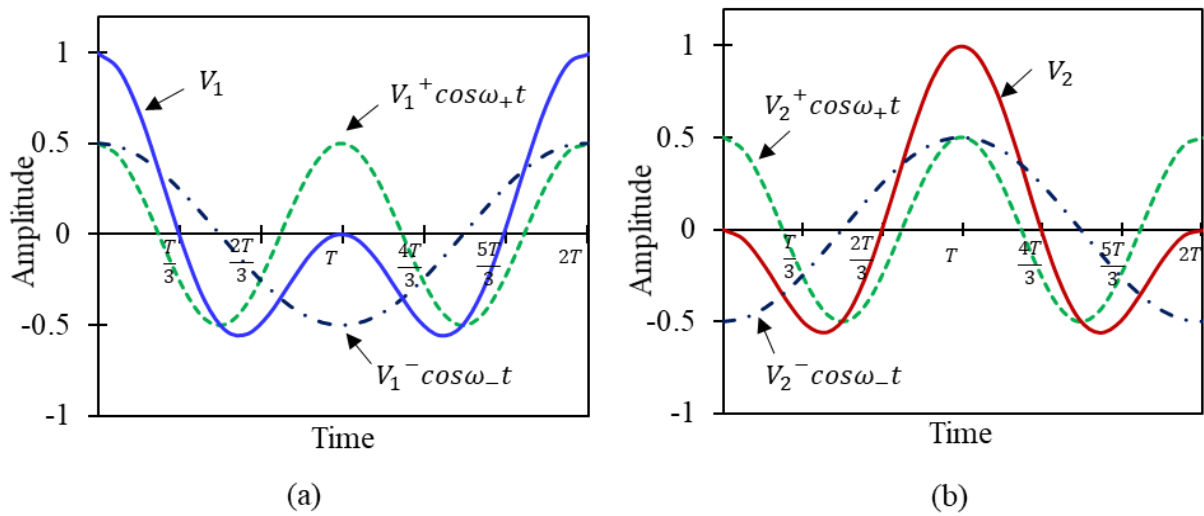 1
0.5
0
-0.5
-1
Amplitude
V₁
V₁⁺cosω₊t
V₁⁻cosω₋t
T/3
2T/3
T
4T/3
5T/3
2T
Time
(a)
1
0.5
0
-0.5
-1
Amplitude
V₂⁺cosω₊t
V₂
V₂⁻cosω₋t
T/3
2T/3
T
4T/3
5T/3
2T
Time
(b)